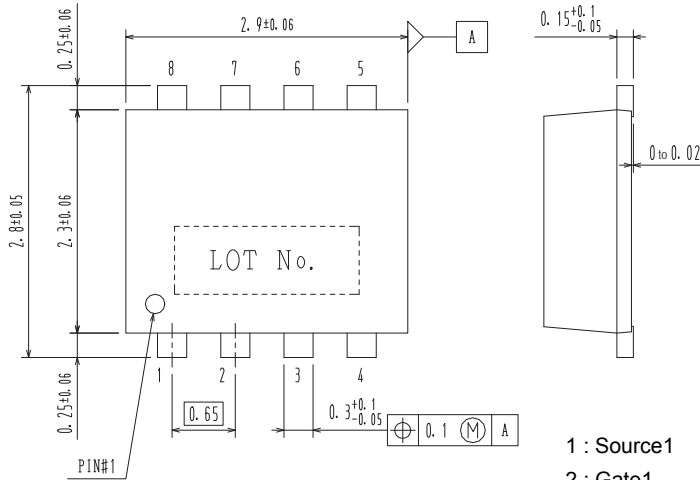 2.9±0.06
A
0.15+0.1-0.05
0.25±0.06
8 7 6 5
0 to 0.02
2.8±0.05
2.3±0.06
LOT No.
1 2 3 4
0.25±0.06
0.65
0.3+0.1-0.05
⌖ 0.1 Ⓜ A
PIN#1
1 : Source1
2 : Gate1